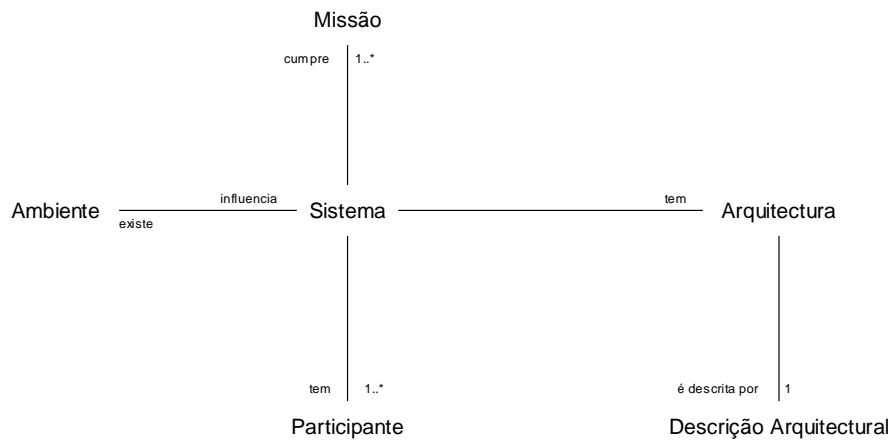 Missão
cumpre 1..*
influencia tem
Ambiente Sistema Arquitectura
existe
tem 1..* é descrita por 1
Participante Descrição Arquitectural